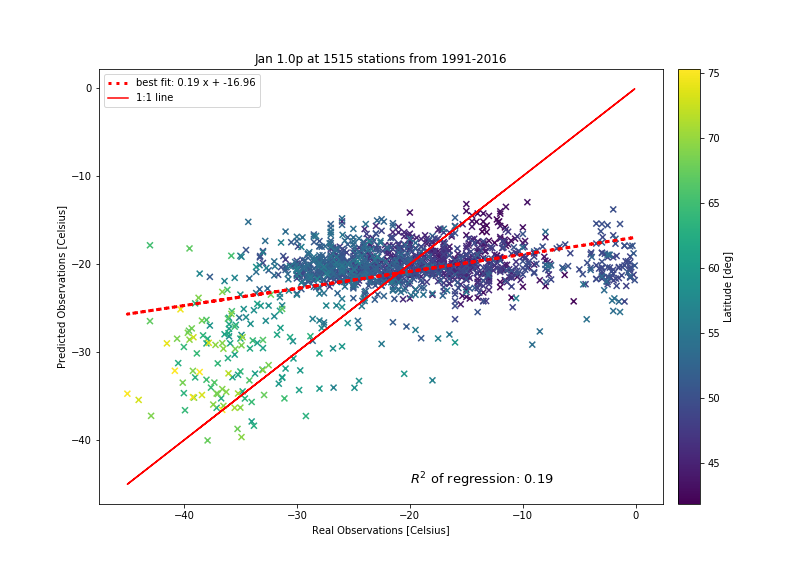 Jan 1.0p at 1515 stations from 1991-2016
best fit: 0.19 x + -16.96
1:1 line
0
−10
−20
−30
−40
Predicted Observations [Celsius]
−40
−30
−20
−10
0
Real Observations [Celsius]
R² of regression: 0.19
75
70
65
60
55
50
45
Latitude [deg]